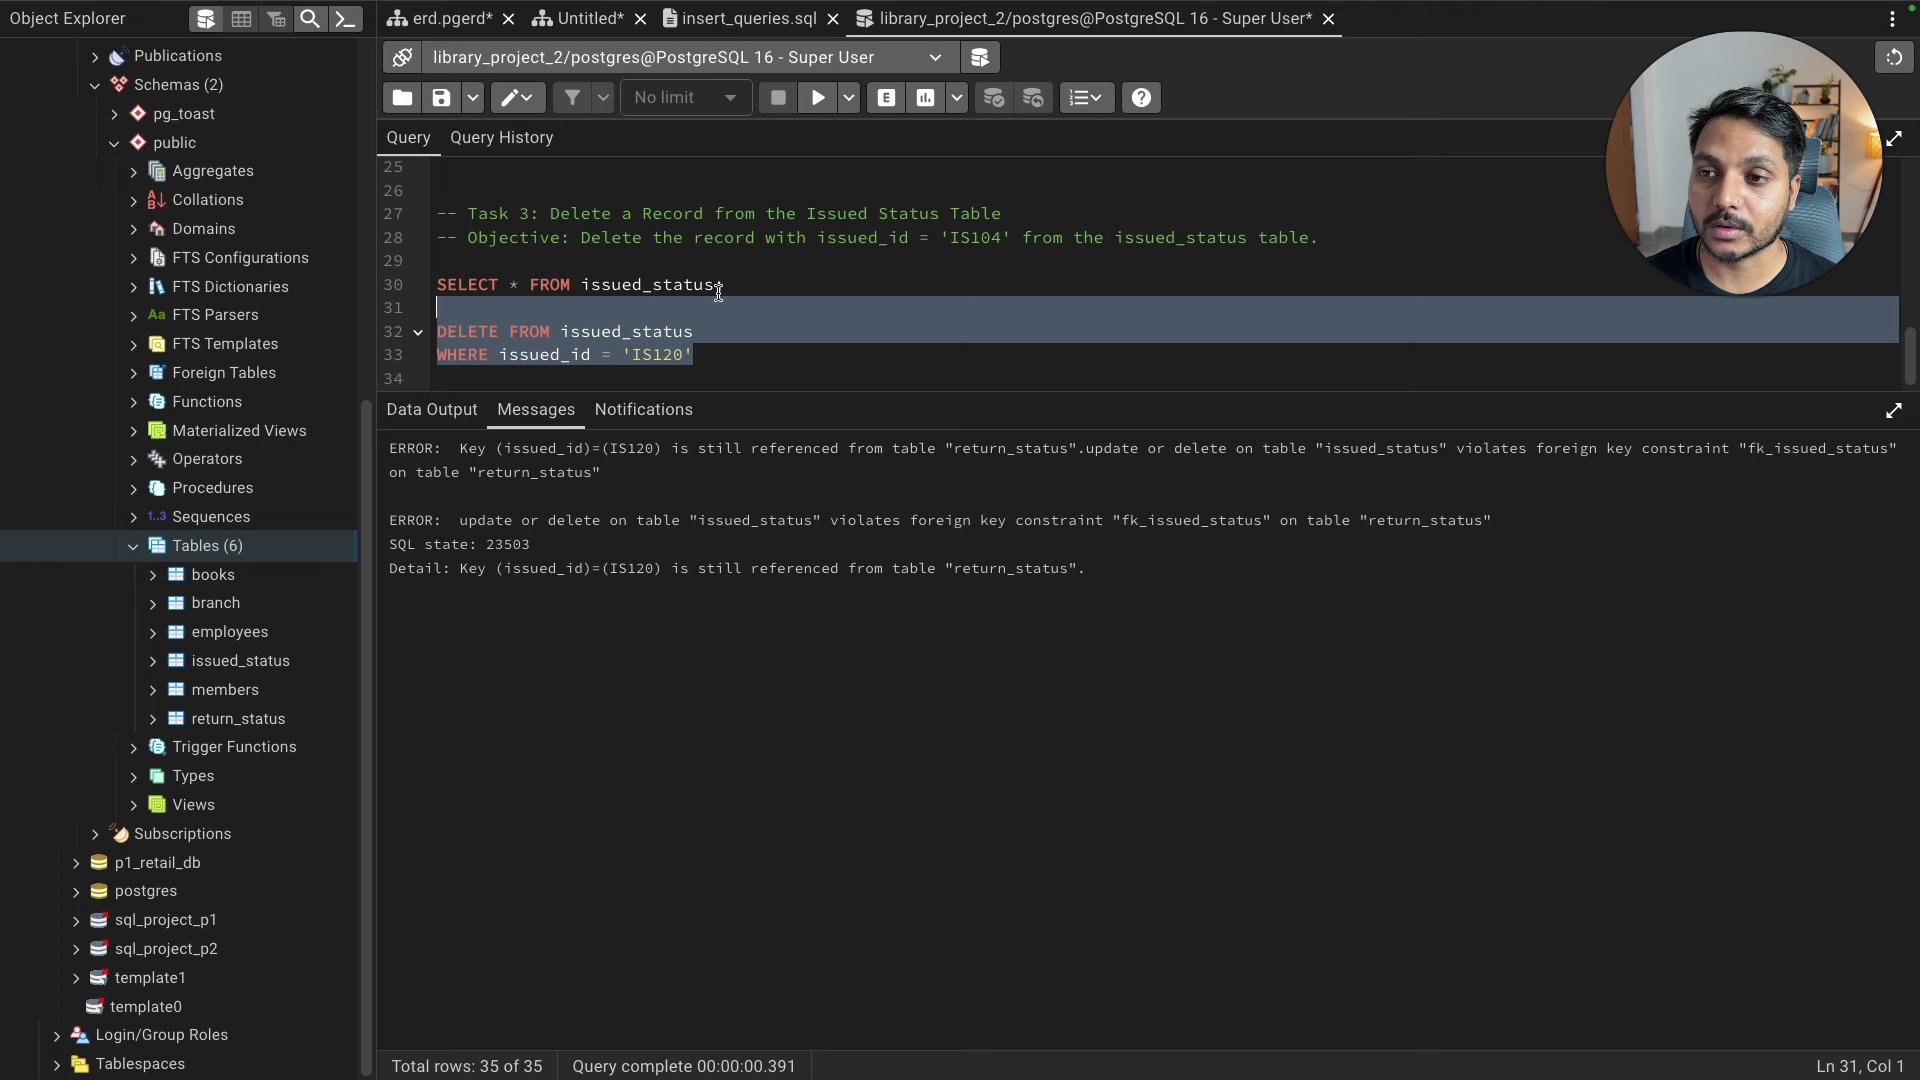 Object Explorer
erd.pgerd*
Untitled*
insert_queries.sql
library_project_2/postgres@PostgreSQL 16 - Super User*
library_project_2/postgres@PostgreSQL 16 - Super User
No limit
E
Query
Query History
Publications
Schemas (2)
pg_toast
public
Aggregates
Collations
Domains
FTS Configurations
FTS Dictionaries
FTS Parsers
FTS Templates
Foreign Tables
Functions
Materialized Views
Operators
Procedures
1..3 Sequences
Tables (6)
books
branch
employees
issued_status
members
return_status
Trigger Functions
Types
Views
Subscriptions
p1_retail_db
postgres
sql_project_p1
sql_project_p2
template1
template0
Login/Group Roles
Tablespaces
25
26
27 -- Task 3: Delete a Record from the Issued Status Table
28 -- Objective: Delete the record with issued_id = 'IS104' from the issued_status table.
29
30 SELECT * FROM issued_status
31
32 DELETE FROM issued_status
33 WHERE issued_id = 'IS120'
34
Data Output
Messages
Notifications
ERROR:  Key (issued_id)=(IS120) is still referenced from table "return_status".update or delete on table "issued_status" violates foreign key constraint "fk_issued_status"
on table "return_status"
ERROR:  update or delete on table "issued_status" violates foreign key constraint "fk_issued_status" on table "return_status"
SQL state: 23503
Detail: Key (issued_id)=(IS120) is still referenced from table "return_status".
Total rows: 35 of 35
Query complete 00:00:00.391
Ln 31, Col 1